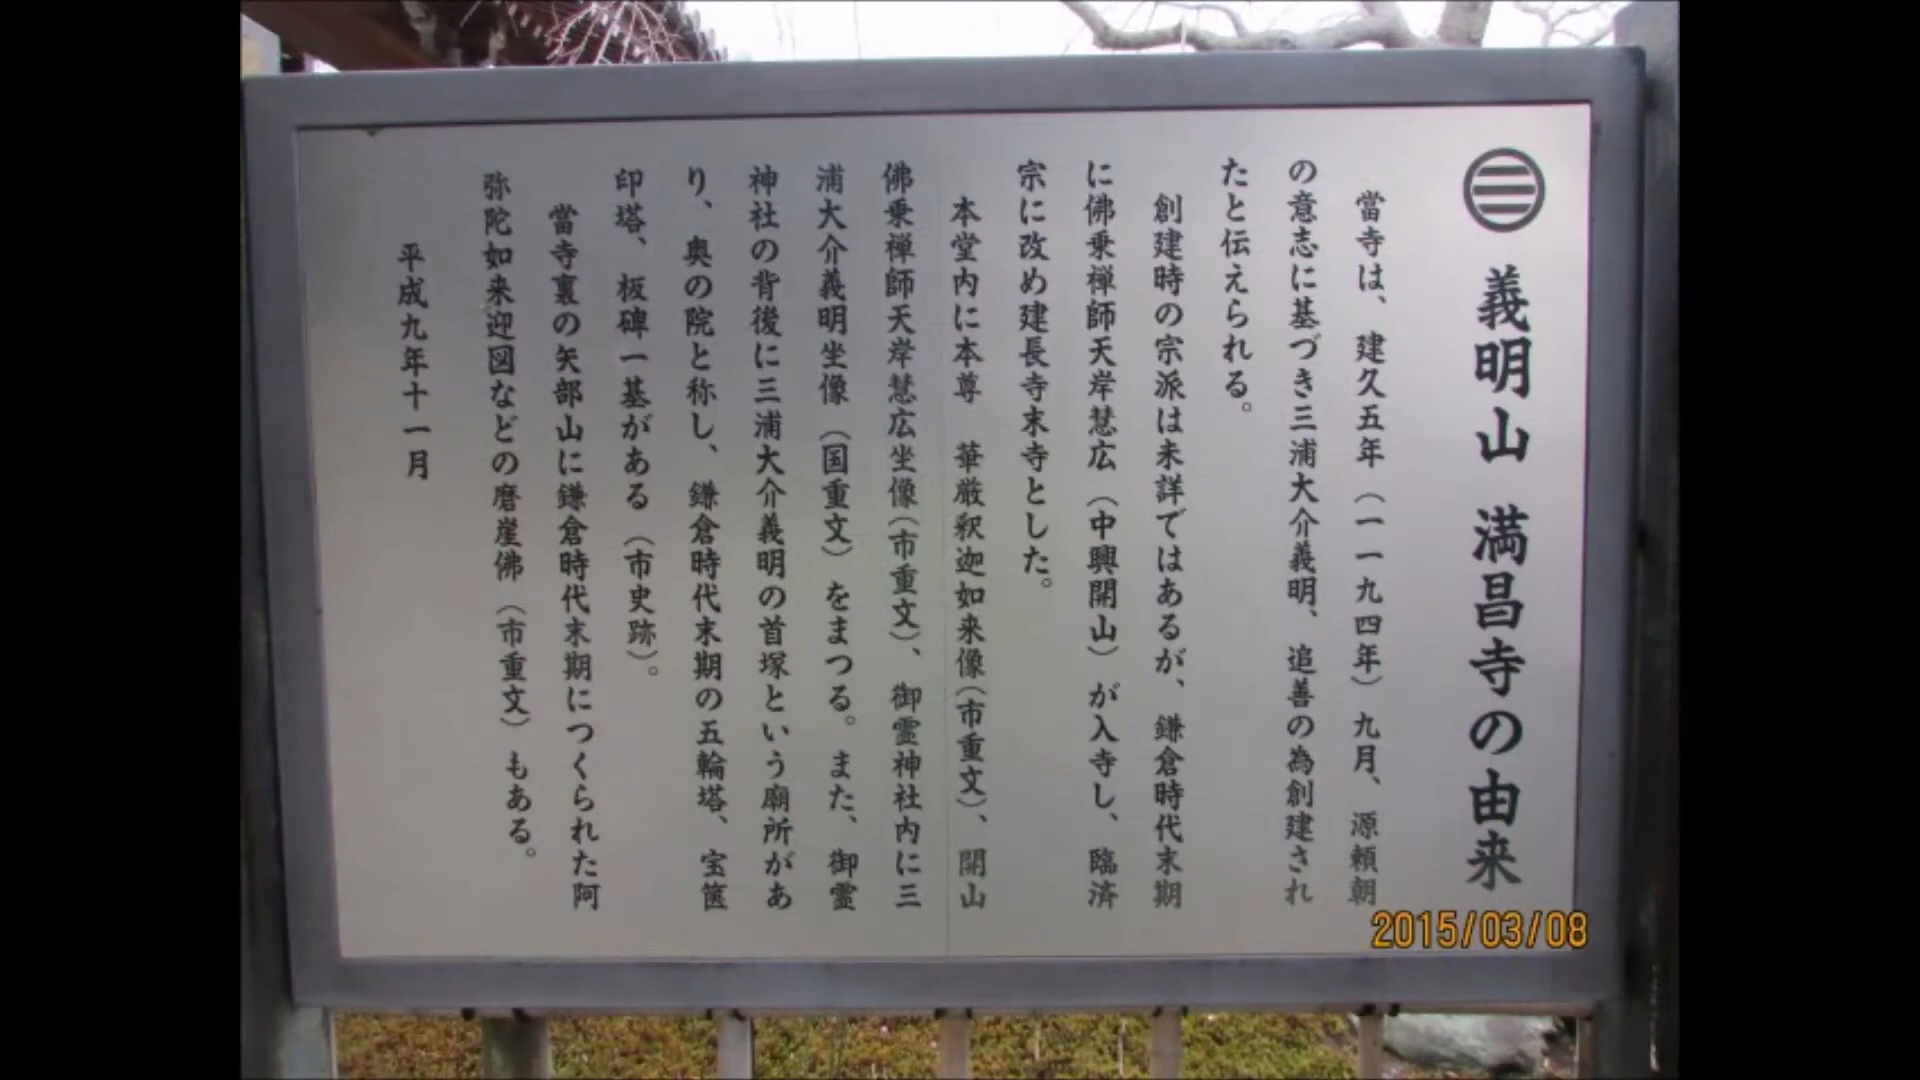 義明山 満昌寺の由来
當寺は、建久五年（一一九四年）九月、源頼朝
の意志に基づき三浦大介義明、追善の為創建され
たと伝えられる。
創建時の宗派は未詳ではあるが、鎌倉時代末期
に佛乗禅師天岸慧広（中興開山）が入寺し、臨済
宗に改め建長寺末寺とした。
本堂内に本尊 華厳釈迦如来像（市重文）、開山
佛乗禅師天岸慧広坐像（市重文）、御霊神社内に三
浦大介義明坐像（国重文）をまつる。また、御霊
神社の背後に三浦大介義明の首塚という廟所があ
り、奥の院と称し、鎌倉時代末期の五輪塔、宝篋
印塔、板碑一基がある（市史跡）。
當寺裏の矢部山に鎌倉時代末期につくられた阿
弥陀如来迎図などの磨崖佛（市重文）もある。
平成九年十一月
2015/03/08